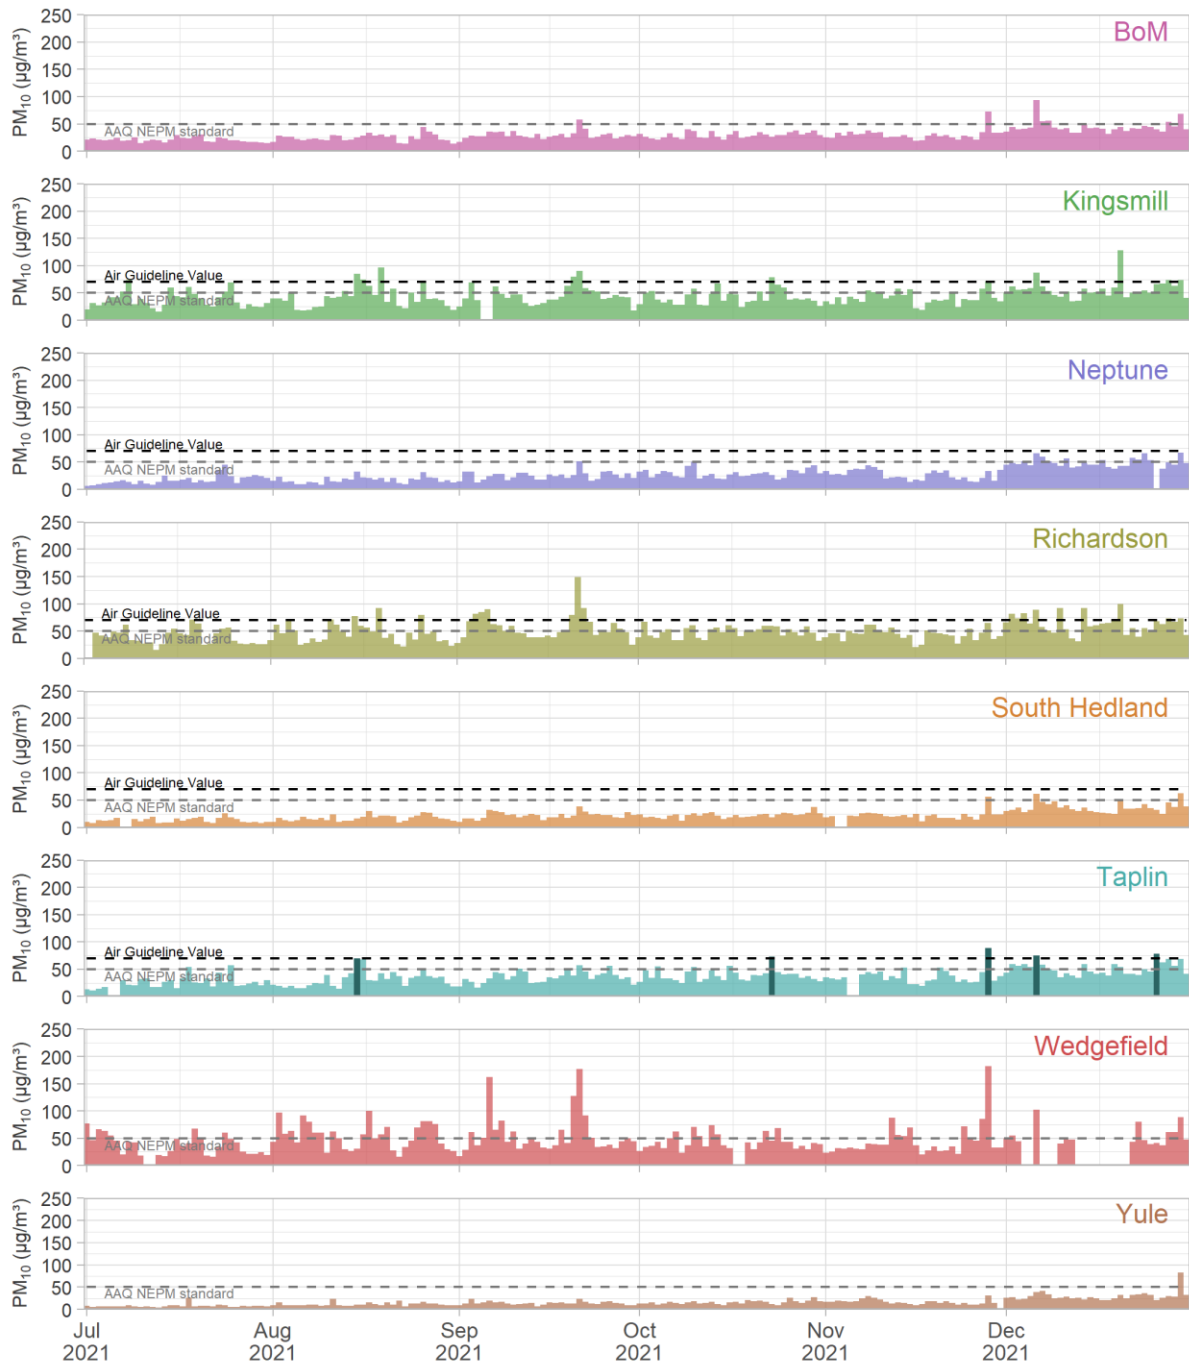 BoM
PM₁₀ (µg/m³)
250
200
150
100
50
0
AAQ NEPM standard
Kingsmill
PM₁₀ (µg/m³)
250
200
150
100
50
0
Air Guideline Value
AAQ NEPM standard
Neptune
PM₁₀ (µg/m³)
250
200
150
100
50
0
Air Guideline Value
AAQ NEPM standard
Richardson
PM₁₀ (µg/m³)
250
200
150
100
50
0
Air Guideline Value
AAQ NEPM standard
South Hedland
PM₁₀ (µg/m³)
250
200
150
100
50
0
Air Guideline Value
AAQ NEPM standard
Taplin
PM₁₀ (µg/m³)
250
200
150
100
50
0
Air Guideline Value
AAQ NEPM standard
Wedgefield
PM₁₀ (µg/m³)
250
200
150
100
50
0
AAQ NEPM standard
Yule
PM₁₀ (µg/m³)
250
200
150
100
50
0
AAQ NEPM standard
Jul Aug Sep Oct Nov Dec
2021 2021 2021 2021 2021 2021